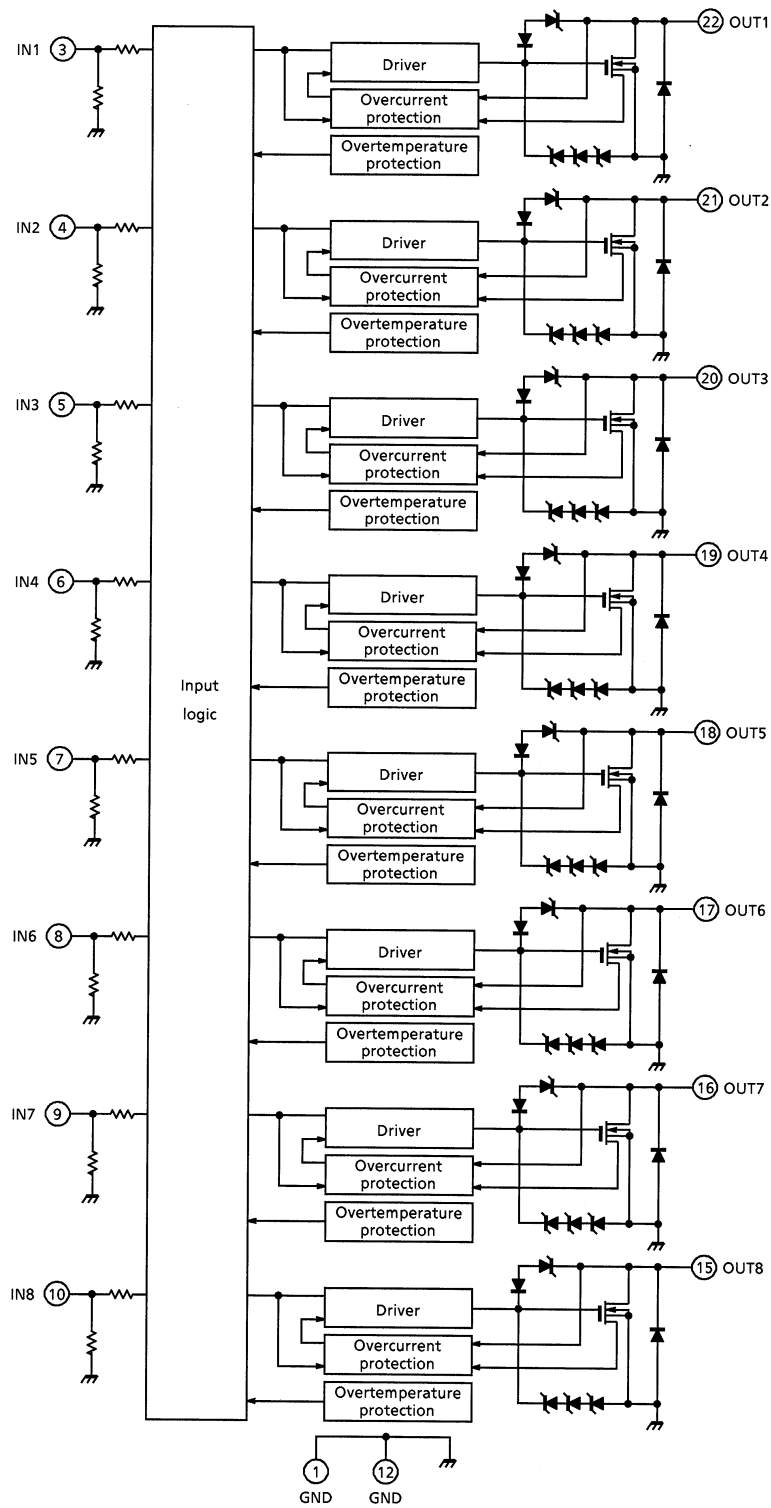 IN1 3 22 OUT1
Driver
Overcurrent
protection
Overtemperature
protection
IN2 4 21 OUT2
Driver
Overcurrent
protection
Overtemperature
protection
IN3 5 20 OUT3
Driver
Overcurrent
protection
Overtemperature
protection
IN4 6 19 OUT4
Driver
Overcurrent
protection
Overtemperature
protection
Input
logic
IN5 7 18 OUT5
Driver
Overcurrent
protection
Overtemperature
protection
IN6 8 17 OUT6
Driver
Overcurrent
protection
Overtemperature
protection
IN7 9 16 OUT7
Driver
Overcurrent
protection
Overtemperature
protection
IN8 10 15 OUT8
Driver
Overcurrent
protection
Overtemperature
protection
1 12
GND GND